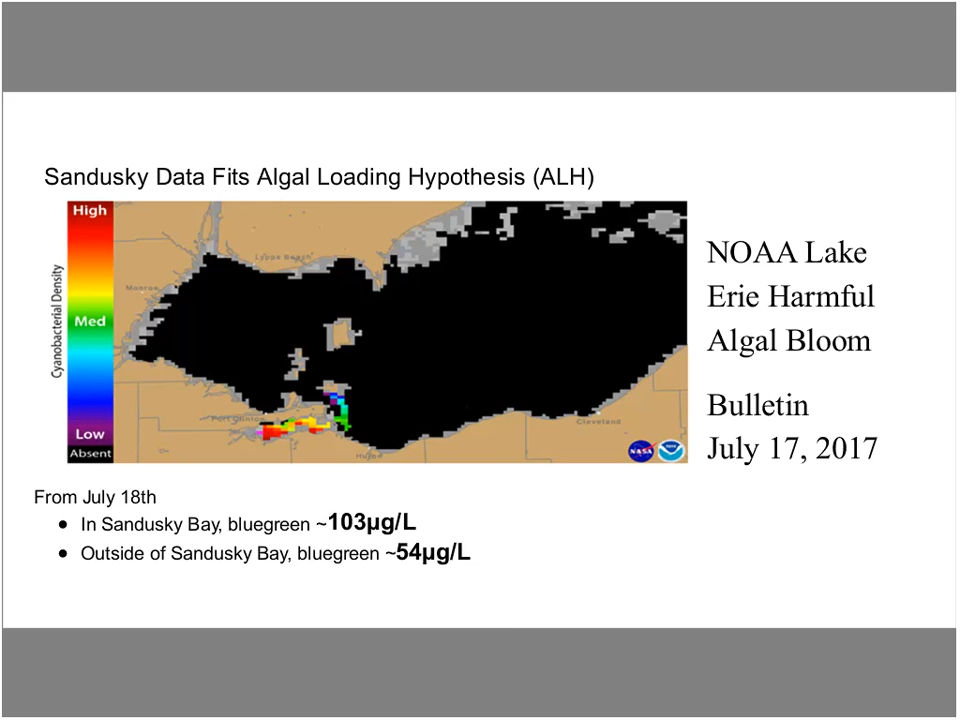 Sandusky Data Fits Algal Loading Hypothesis (ALH)
High
Med
Low
Absent
Cyanobacterial Density
Monroe
Port Clinton
Huron
Cleveland
NASA
NOAA Lake
Erie Harmful
Algal Bloom
Bulletin
July 17, 2017
From July 18th
● In Sandusky Bay, bluegreen ~103µg/L
● Outside of Sandusky Bay, bluegreen ~54µg/L